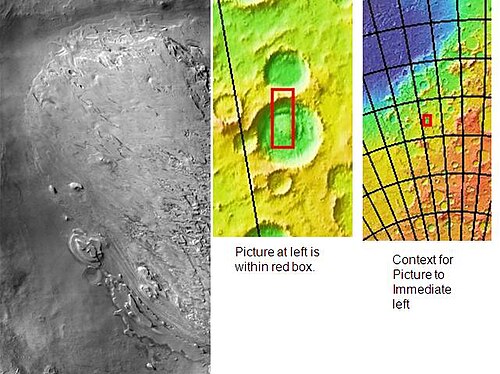 Picture at left is
within red box.
Context for
Picture to
Immediate
left